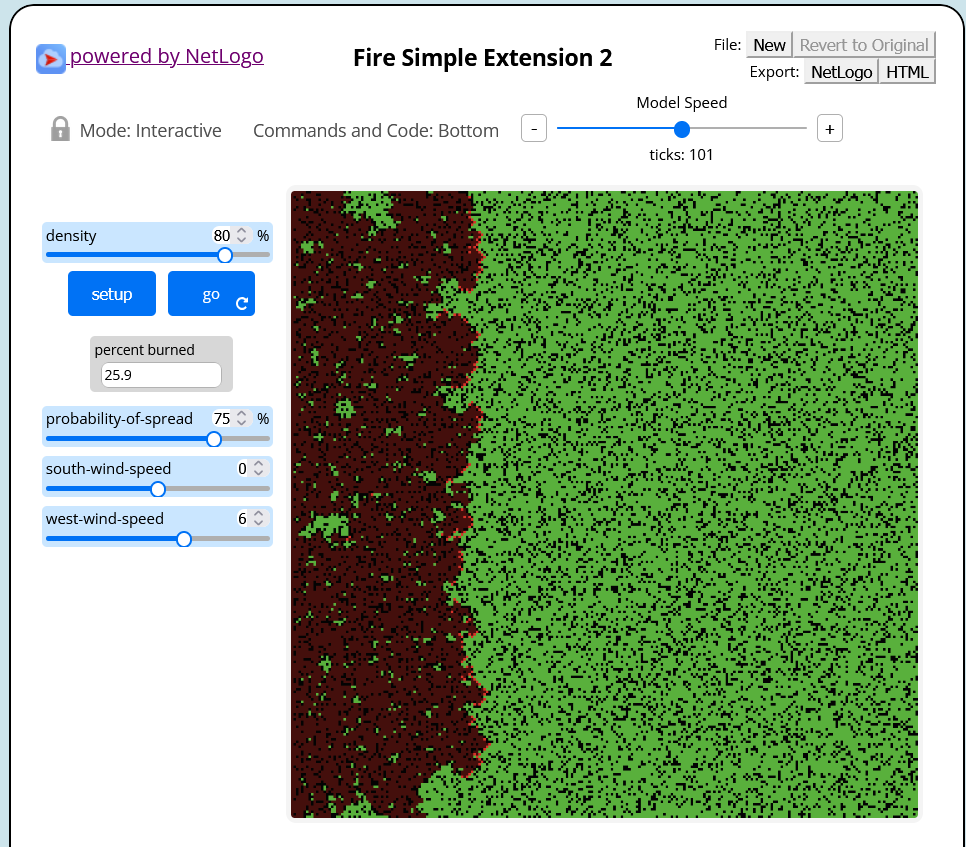 powered by NetLogo
Fire Simple Extension 2
File: New Revert to Original
Export: NetLogo HTML
Mode: Interactive
Commands and Code: Bottom
Model Speed
- +
ticks: 101
density 80 %
setup go
percent burned
25.9
probability-of-spread 75 %
south-wind-speed 0
west-wind-speed 6